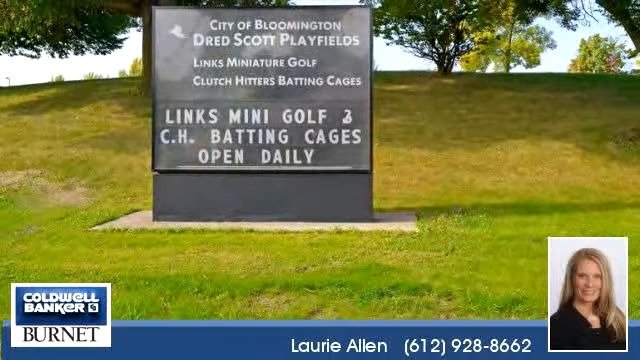 City of Bloomington
Dred Scott Playfields
Links Miniature Golf
Clutch Hitters Batting Cages
LINKS MINI GOLF &
C.H. BATTING CAGES
OPEN DAILY
COLDWELL
BANKER
BURNET
Laurie Allen (612) 928-8662